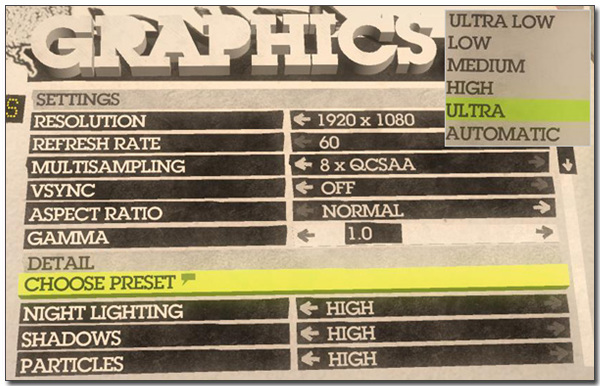 GRAPHICS
ULTRA LOW
LOW
MEDIUM
HIGH
ULTRA
AUTOMATIC
S
SETTINGS
RESOLUTION 1920 x 1080
REFRESH RATE 60
MULTISAMPLING 8 x QCSAA
VSYNC OFF
ASPECT RATIO NORMAL
GAMMA 1.0
DETAIL
CHOOSE PRESET
NIGHT LIGHTING HIGH
SHADOWS HIGH
PARTICLES HIGH